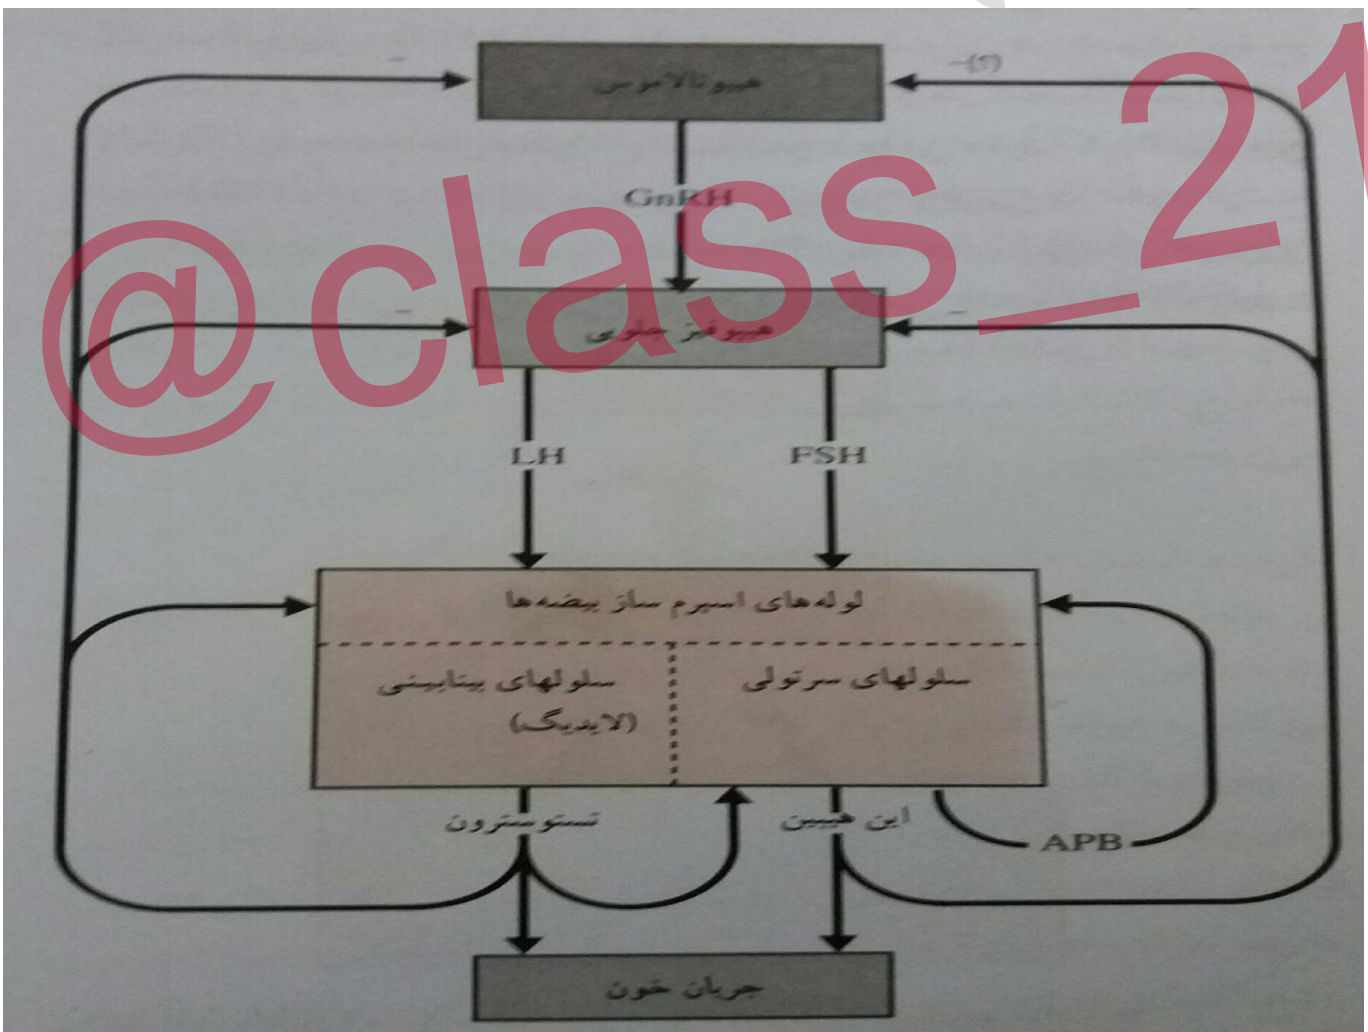 هیپوتالاموس
–
–(؟)
GnRH
هیپوفیز جلویی
–
–
LH
FSH
لوله‌های اسپرم ساز بیضه‌ها
سلولهای بینابینی
(لایدیگ)
سلولهای سرتولی
تستوسترون
این هیبین
APB
جریان خون
@class_21